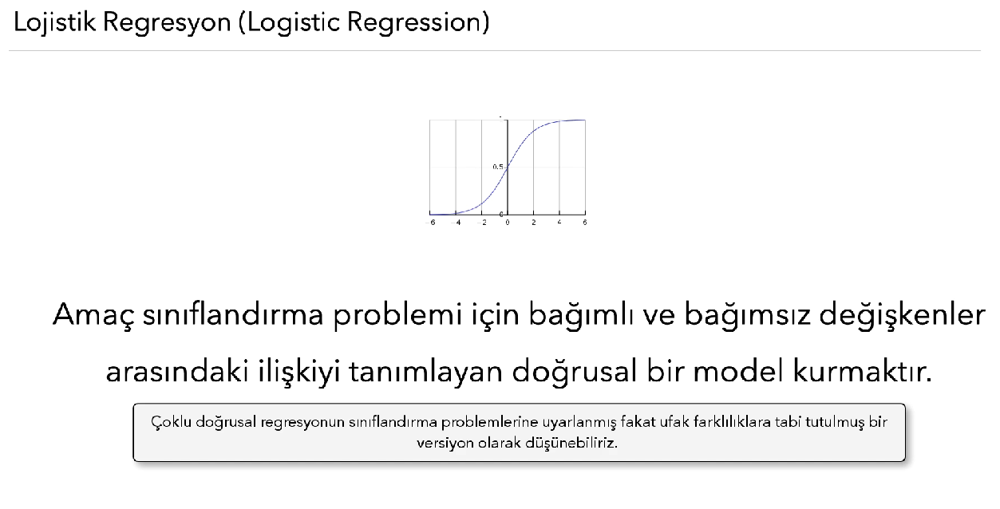 Lojistik Regresyon (Logistic Regression)
0.5
0
−6 −4 −2 0 2 4 6
Amaç sınıflandırma problemi için bağımlı ve bağımsız değişkenler
arasındaki ilişkiyi tanımlayan doğrusal bir model kurmaktır.
Çoklu doğrusal regresyonun sınıflandırma problemlerine uyarlanmış fakat ufak farklılıklara tabi tutulmuş bir
versiyon olarak düşünebiliriz.